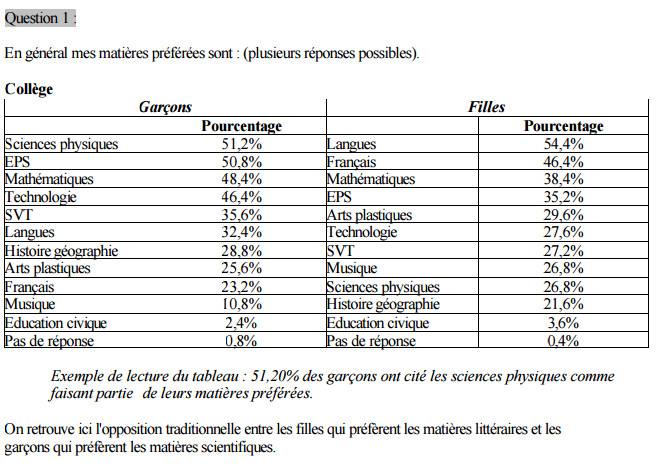 Question 1 :
En général mes matières préférées sont : (plusieurs réponses possibles).
Collège
Garçons Filles
Pourcentage Pourcentage
Sciences physiques 51,2% Langues 54,4%
EPS 50,8% Français 46,4%
Mathématiques 48,4% Mathématiques 38,4%
Technologie 46,4% EPS 35,2%
SVT 35,6% Arts plastiques 29,6%
Langues 32,4% Technologie 27,6%
Histoire géographie 28,8% SVT 27,2%
Arts plastiques 25,6% Musique 26,8%
Français 23,2% Sciences physiques 26,8%
Musique 10,8% Histoire géographie 21,6%
Education civique 2,4% Education civique 3,6%
Pas de réponse 0,8% Pas de réponse 0,4%
Exemple de lecture du tableau : 51,20% des garçons ont cité les sciences physiques comme
faisant partie de leurs matières préférées.
On retrouve ici l'opposition traditionnelle entre les filles qui préfèrent les matières littéraires et les
garçons qui préfèrent les matières scientifiques.